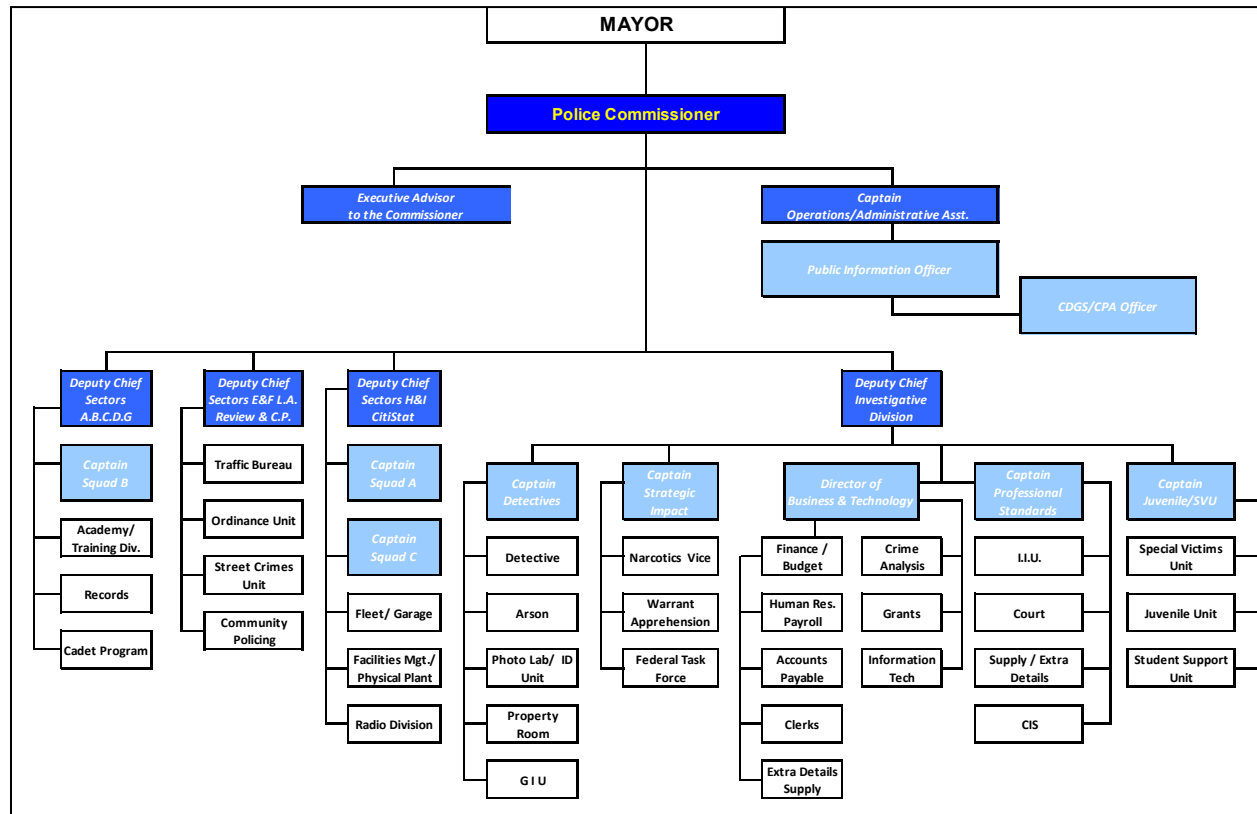 MAYOR
Police Commissioner
Executive Advisor
to the Commissioner
Captain
Operations/Administrative Asst.
Public Information Officer
CDGS/CPA Officer
Deputy Chief
Sectors
A.B.C.D.G
Deputy Chief
Sectors E&F L.A.
Review & C.P.
Deputy Chief
Sectors H&I
CitiStat
Deputy Chief
Investigative
Division
Captain
Squad B
Academy/
Training Div.
Records
Cadet Program
Traffic Bureau
Ordinance Unit
Street Crimes
Unit
Community
Policing
Captain
Squad A
Captain
Squad C
Fleet/ Garage
Facilities Mgt./
Physical Plant
Radio Division
Captain
Detectives
Detective
Arson
Photo Lab/ ID
Unit
Property
Room
G I U
Captain
Strategic
Impact
Narcotics Vice
Warrant
Apprehension
Federal Task
Force
Director of
Business & Technology
Finance /
Budget
Human Res.
Payroll
Accounts
Payable
Clerks
Extra Details
Supply
Crime
Analysis
Grants
Information
Tech
Captain
Professional
Standards
I.I.U.
Court
Supply / Extra
Details
CIS
Captain
Juvenile/SVU
Special Victims
Unit
Juvenile Unit
Student Support
Unit